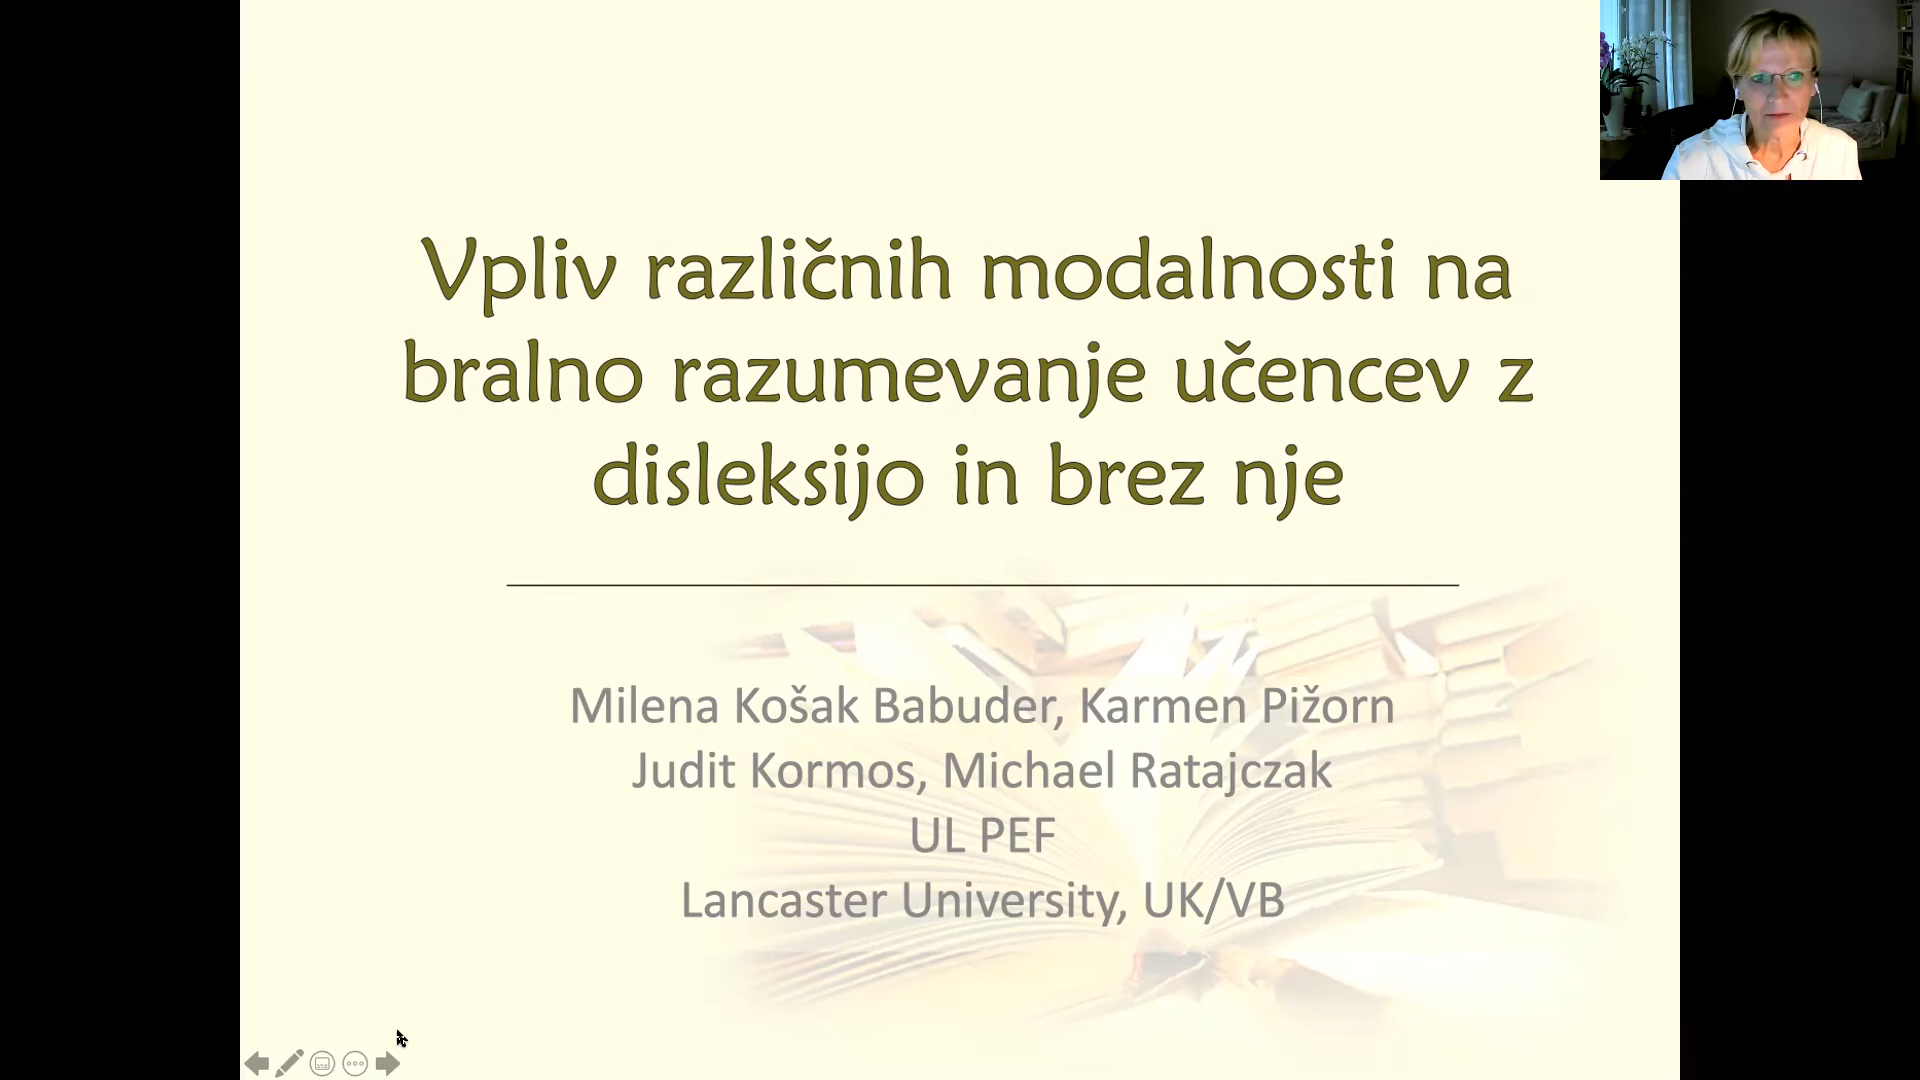 Vpliv različnih modalnosti na
bralno razumevanje učencev z
disleksijo in brez nje
Milena Košak Babuder, Karmen Pižorn
Judit Kormos, Michael Ratajczak
UL PEF
Lancaster University, UK/VB